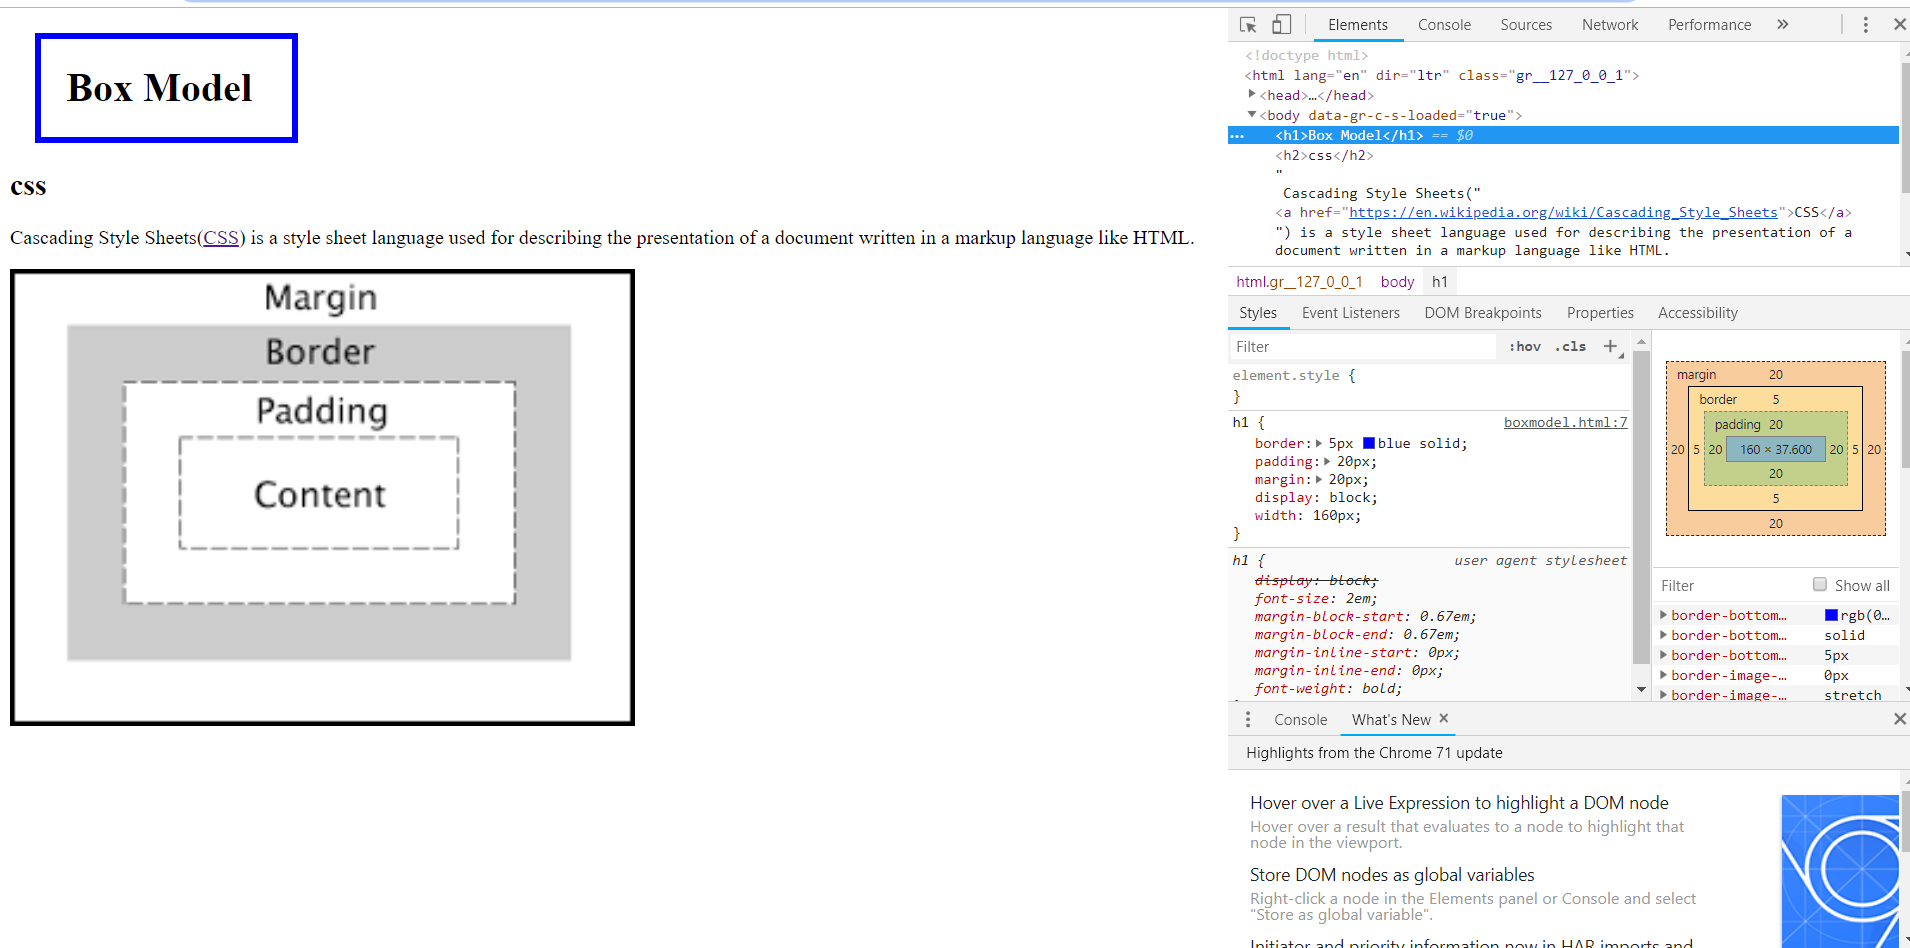 Box Model
css
Cascading Style Sheets(CSS) is a style sheet language used for describing the presentation of a document written in a markup language like HTML.
Margin
Border
Padding
Content
Elements Console Sources Network Performance »
<!doctype html>
<html lang="en" dir="ltr" class="gr__127_0_0_1">
<head>…</head>
<body data-gr-c-s-loaded="true">
<h1>Box Model</h1> == $0
<h2>css</h2>
"
Cascading Style Sheets("
<a href="https://en.wikipedia.org/wiki/Cascading_Style_Sheets">CSS</a>
") is a style sheet language used for describing the presentation of a
document written in a markup language like HTML.
html.gr__127_0_0_1 body h1
Styles Event Listeners DOM Breakpoints Properties Accessibility
Filter :hov .cls +
element.style {
}
h1 { boxmodel.html:7
border: 5px blue solid;
padding: 20px;
margin: 20px;
display: block;
width: 160px;
}
h1 { user agent stylesheet
display: block;
font-size: 2em;
margin-block-start: 0.67em;
margin-block-end: 0.67em;
margin-inline-start: 0px;
margin-inline-end: 0px;
font-weight: bold;
margin 20
border 5
padding 20
20 5 20 160 × 37.600 20 5 20
20
5
20
Filter Show all
border-bottom… rgb(0…
border-bottom… solid
border-bottom… 5px
border-image-… 0px
border-image-… stretch
Console What's New ×
Highlights from the Chrome 71 update
Hover over a Live Expression to highlight a DOM node
Hover over a result that evaluates to a node to highlight that
node in the viewport.
Store DOM nodes as global variables
Right-click a node in the Elements panel or Console and select
"Store as global variable".
Initiator and priority information now in HAR imports and